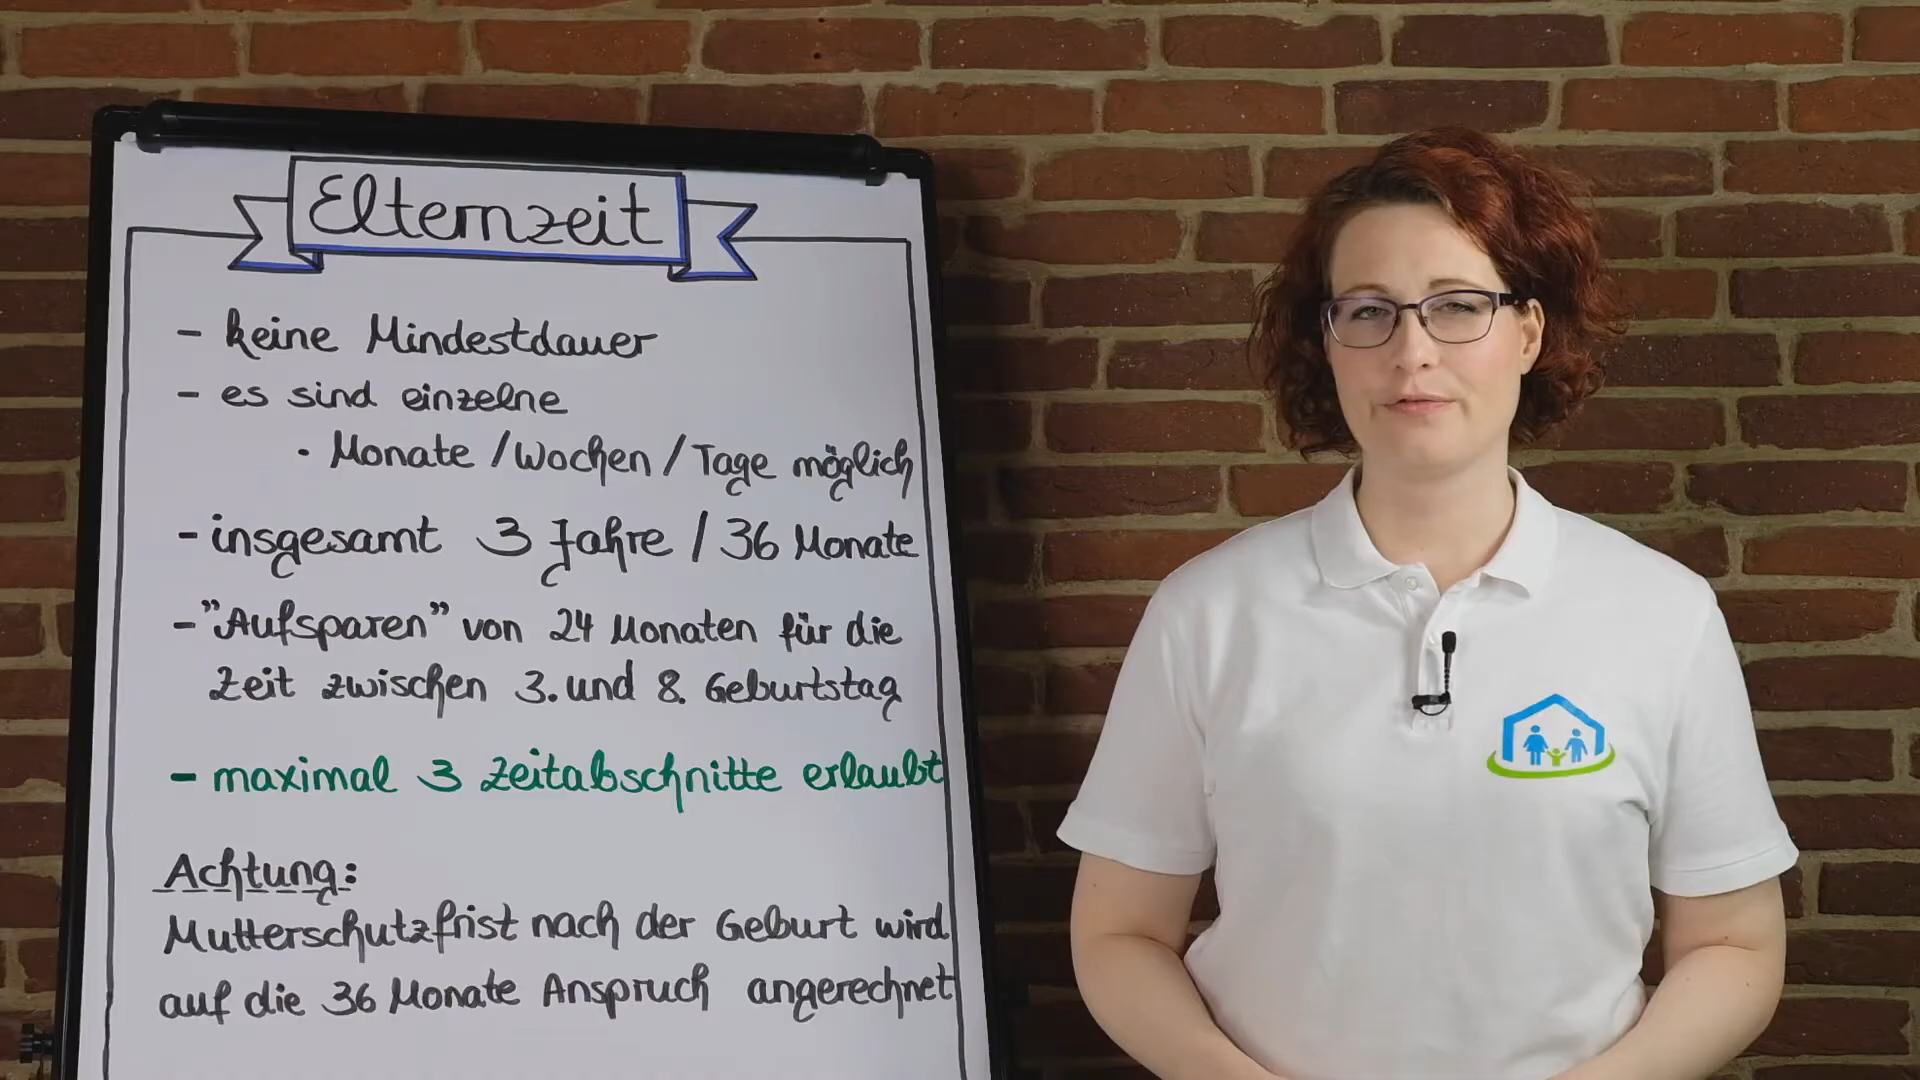 Elternzeit
- keine Mindestdauer
- es sind einzelne
• Monate / Wochen / Tage möglich
- insgesamt 3 Jahre / 36 Monate
- "Aufsparen" von 24 Monaten für die
Zeit zwischen 3. und 8. Geburtstag
- maximal 3 Zeitabschnitte erlaubt
Achtung:
Mutterschutzfrist nach der Geburt wird
auf die 36 Monate Anspruch angerechnet